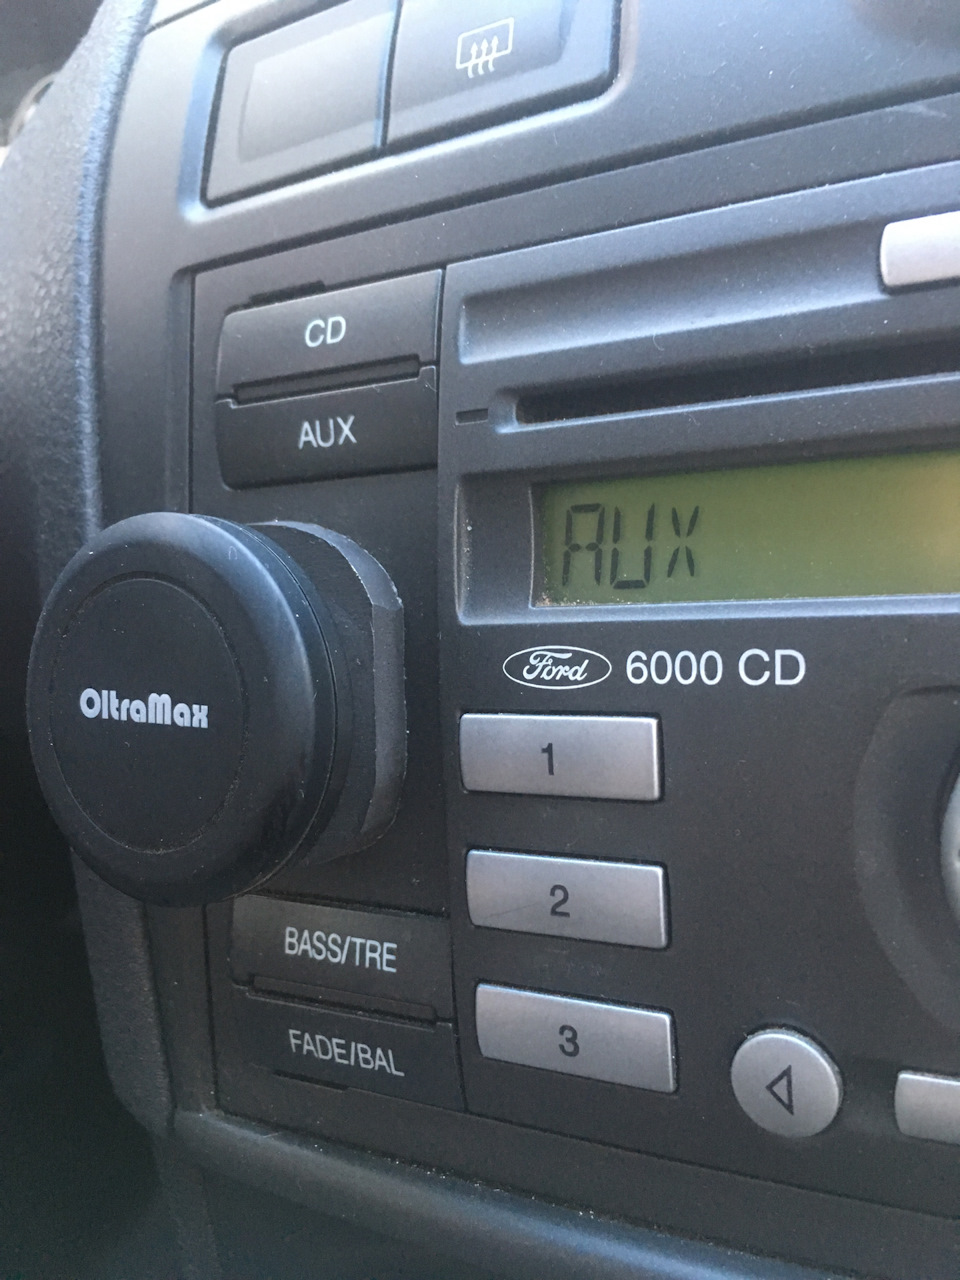 CD
AUX
AUX
Ford 6000 CD
OltraMax
1
2
3
BASS/TRE
FADE/BAL